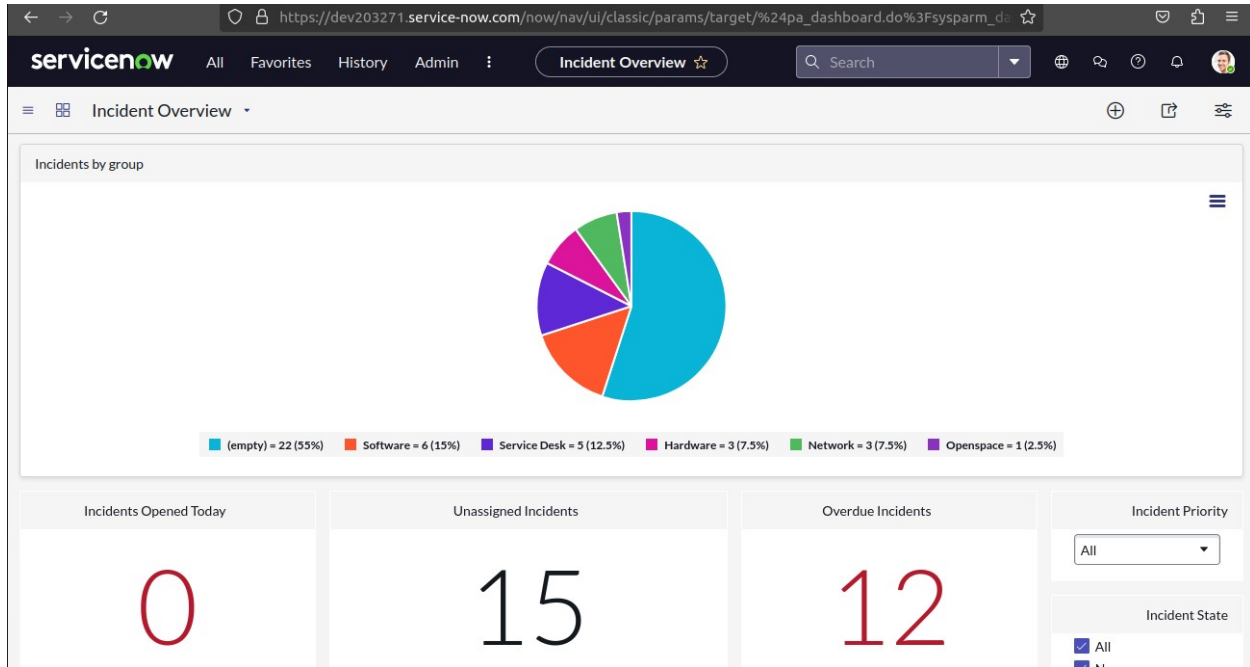 https://dev203271.service-now.com/now/nav/ui/classic/params/target/%24pa_dashboard.do%3Fsysparm_da
servicenow All Favorites History Admin Incident Overview Search
Incident Overview
Incidents by group
(empty) = 22 (55%) Software = 6 (15%) Service Desk = 5 (12.5%) Hardware = 3 (7.5%) Network = 3 (7.5%) Openspace = 1 (2.5%)
Incidents Opened Today Unassigned Incidents Overdue Incidents Incident Priority
All
0 15 12
Incident State
All